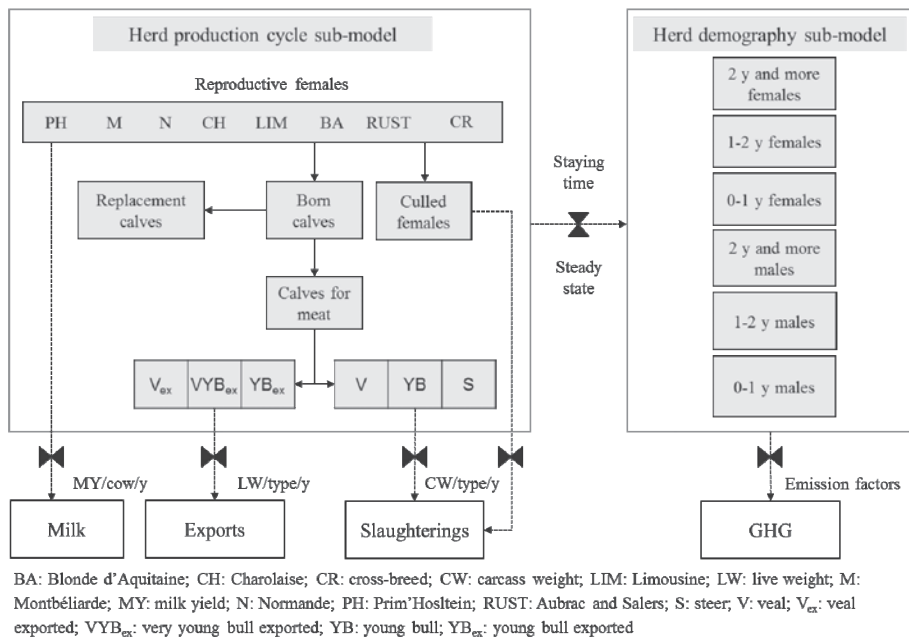 Herd production cycle sub-model
Reproductive females
PH M N CH LIM BA RUST CR
Replacement
calves
Born
calves
Culled
females
Calves for
meat
Vex VYBex YBex
V YB S
Staying
time
Steady
state
Herd demography sub-model
2 y and more
females
1-2 y females
0-1 y females
2 y and more
males
1-2 y males
0-1 y males
MY/cow/y
LW/type/y
CW/type/y
Emission factors
Milk
Exports
Slaughterings
GHG
BA: Blonde d'Aquitaine; CH: Charolaise; CR: cross-breed; CW: carcass weight; LIM: Limousine; LW: live weight; M:
Montbéliarde; MY: milk yield; N: Normande; PH: Prim'Hosltein; RUST: Aubrac and Salers; S: steer; V: veal; Vex: veal
exported; VYBex: very young bull exported; YB: young bull; YBex: young bull exported